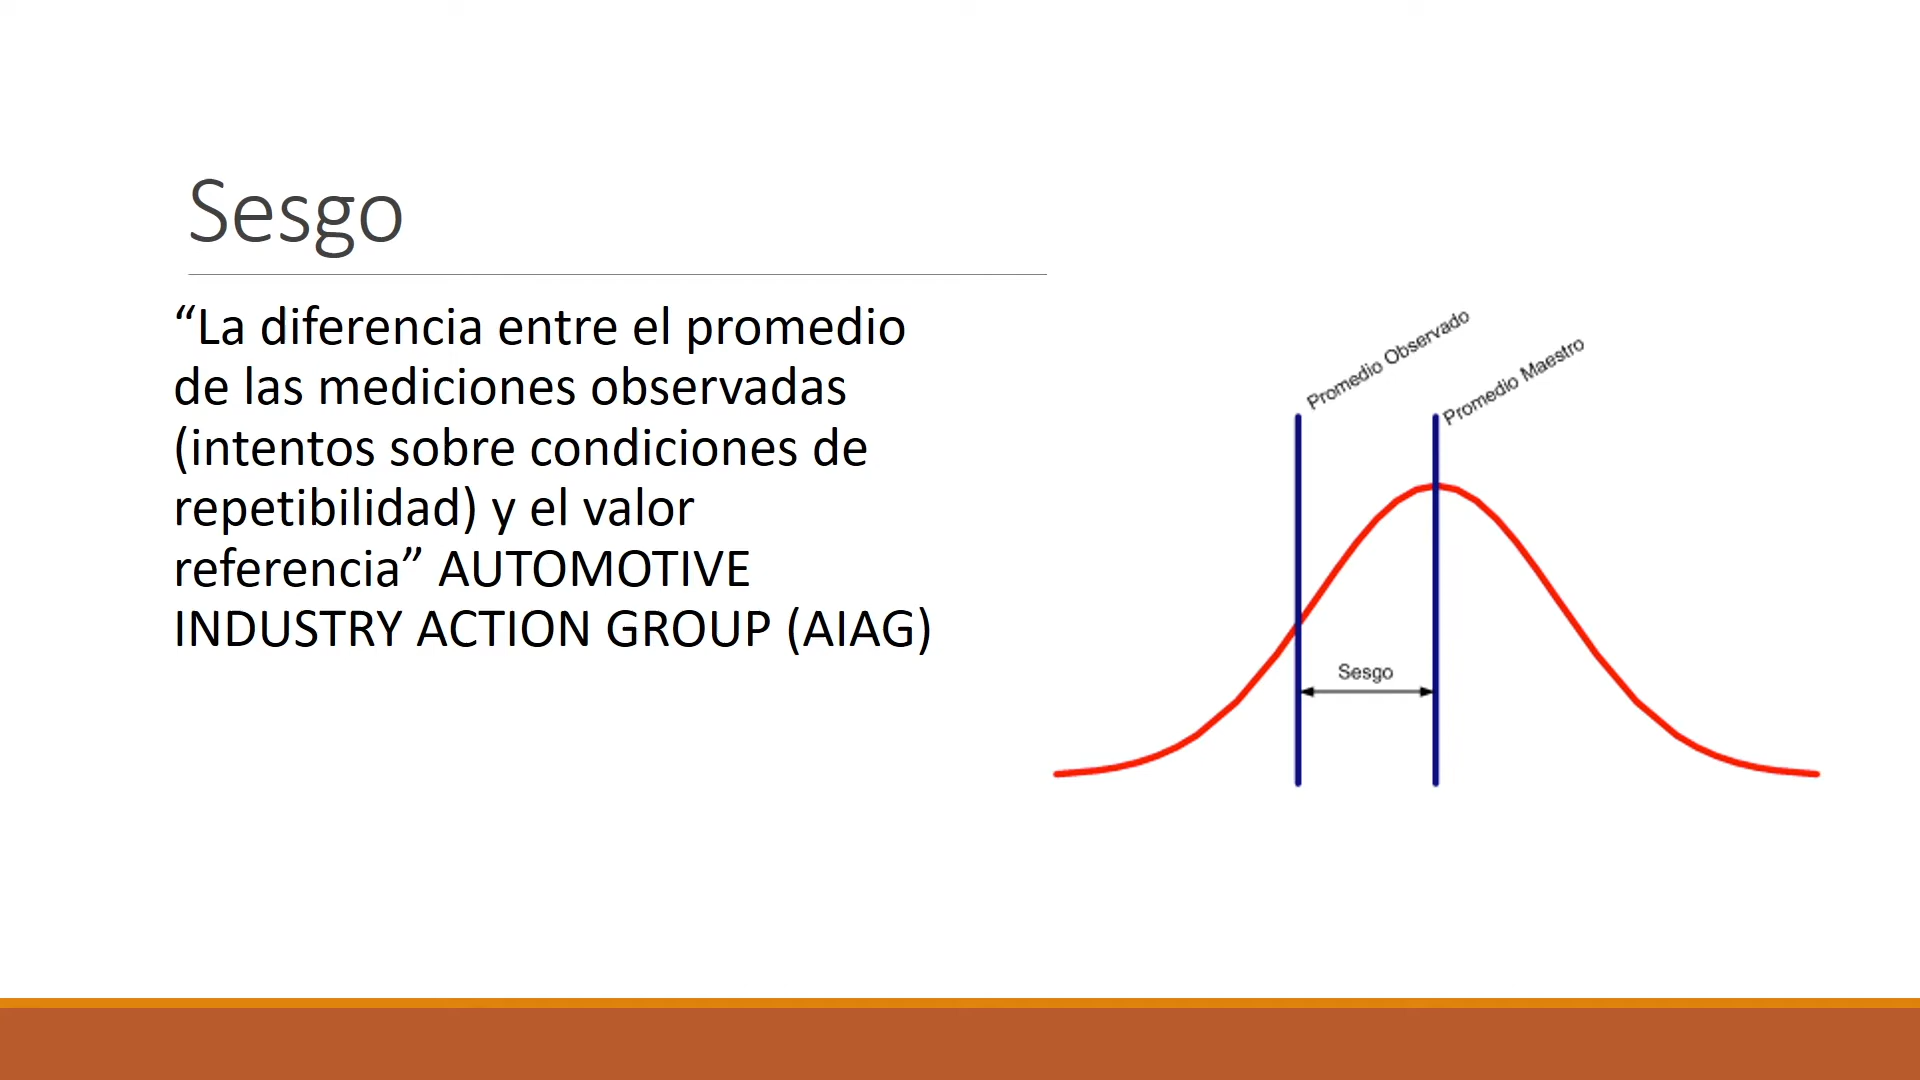 Sesgo
“La diferencia entre el promedio
de las mediciones observadas
(intentos sobre condiciones de
repetibilidad) y el valor
referencia” AUTOMOTIVE
INDUSTRY ACTION GROUP (AIAG)
Promedio Observado
Promedio Maestro
Sesgo